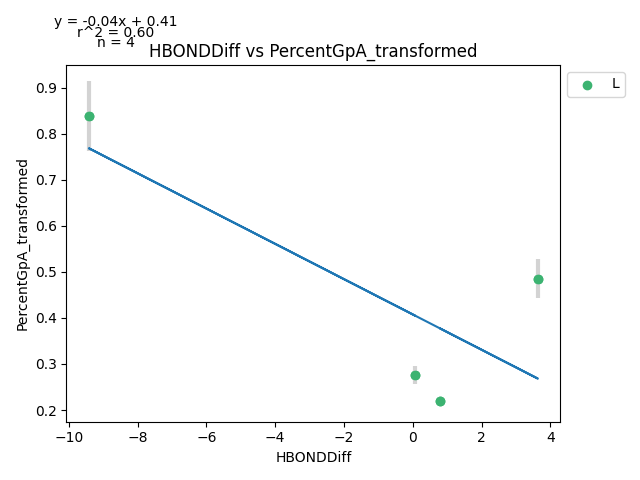 y = -0.04x + 0.41
r^2 = 0.60
n = 4
HBONDDiff vs PercentGpA_transformed
L
PercentGpA_transformed
0.9
0.8
0.7
0.6
0.5
0.4
0.3
0.2
−10
−8
−6
−4
−2
0
2
4
HBONDDiff